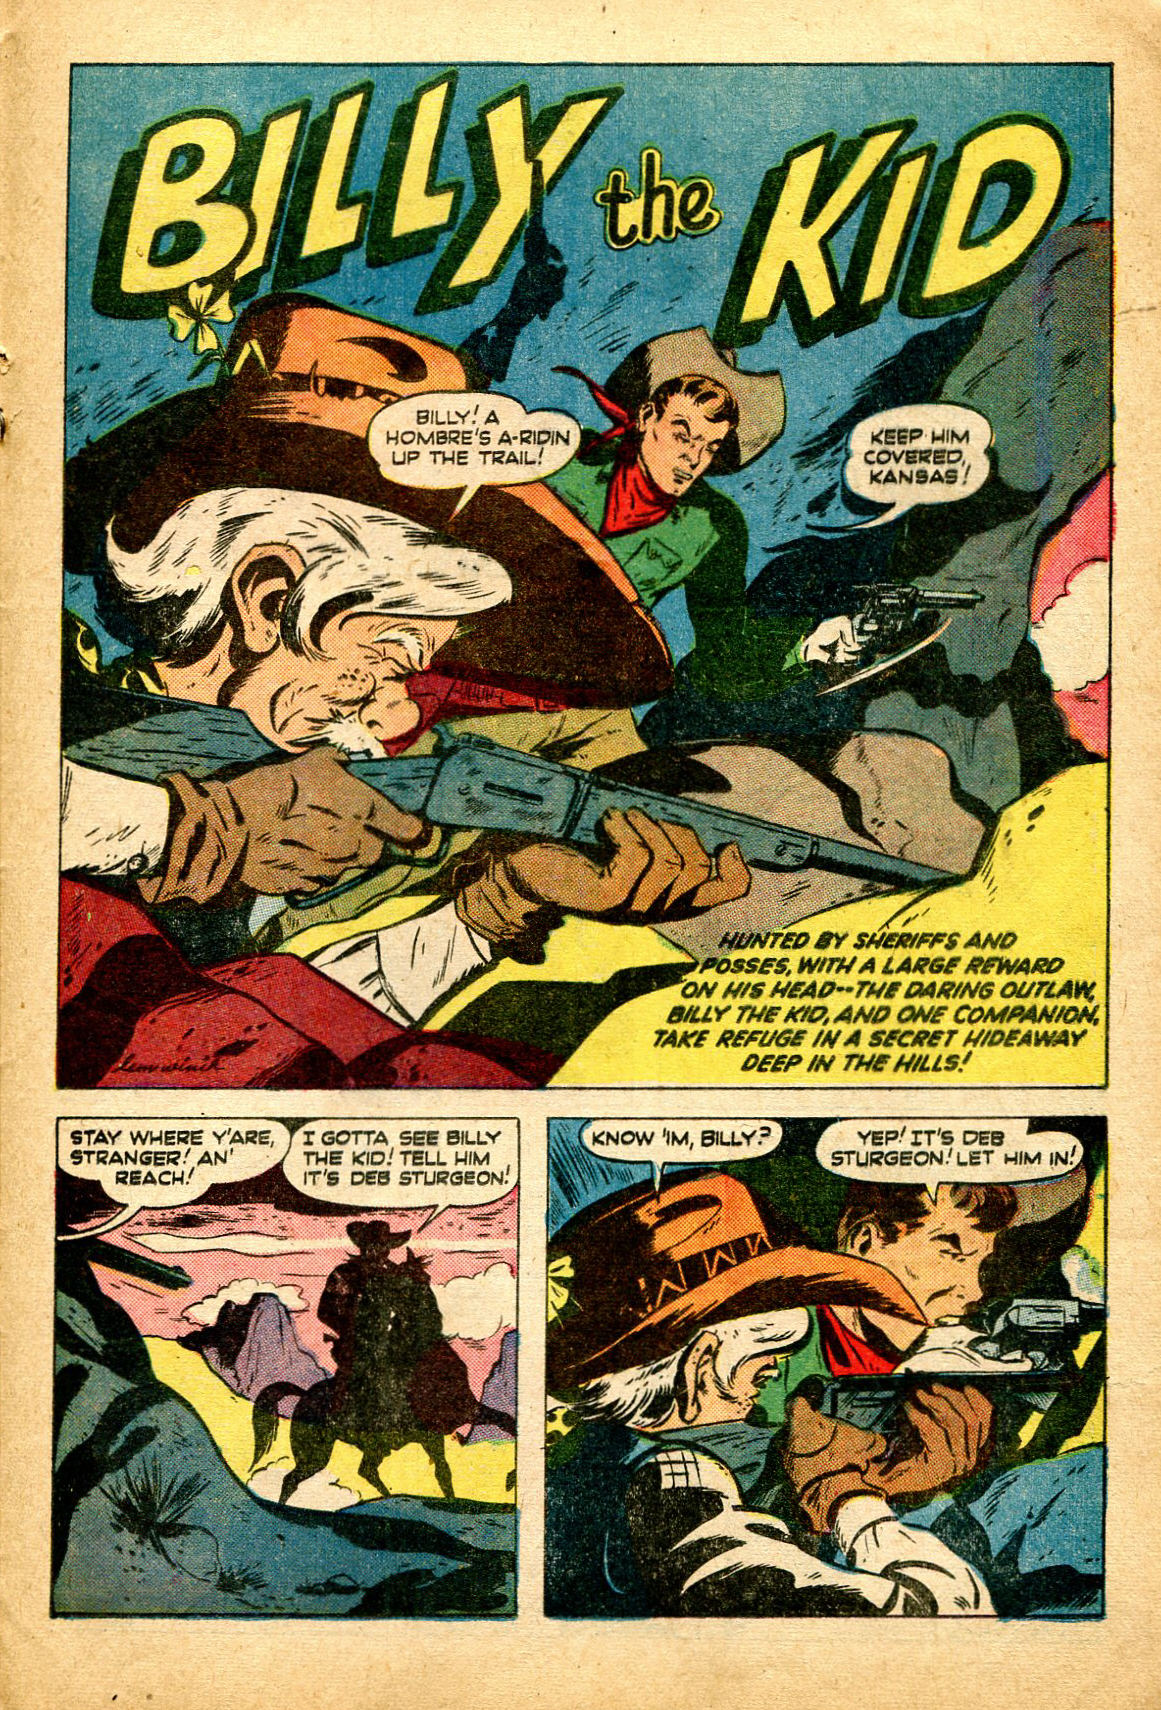 BILLY the KID
BILLY! A
HOMBRE'S A-RIDIN
UP THE TRAIL!
KEEP HIM
COVERED,
KANSAS!
HUNTED BY SHERIFFS AND
POSSES, WITH A LARGE REWARD
ON HIS HEAD--THE DARING OUTLAW,
BILLY THE KID, AND ONE COMPANION,
TAKE REFUGE IN A SECRET HIDEAWAY
DEEP IN THE HILLS!
lem winik
STAY WHERE Y'ARE,
STRANGER! AN'
REACH!
I GOTTA SEE BILLY
THE KID! TELL HIM
IT'S DEB STURGEON!
KNOW 'IM, BILLY?
YEP! IT'S DEB
STURGEON! LET HIM IN!